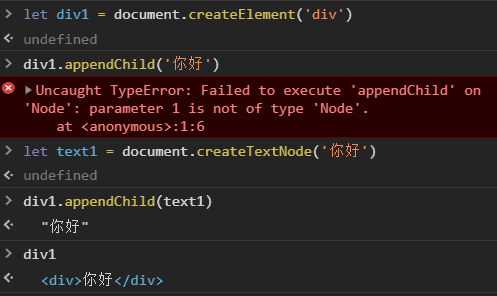 let div1 = document.createElement('div')
undefined
div1.appendChild('你好')
Uncaught TypeError: Failed to execute 'appendChild' on
'Node': parameter 1 is not of type 'Node'.
at <anonymous>:1:6
let text1 = document.createTextNode('你好')
undefined
div1.appendChild(text1)
"你好"
div1
<div>你好</div>